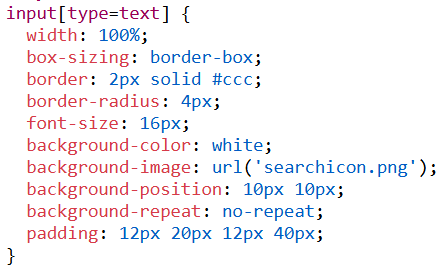 input[type=text] {
  width: 100%;
  box-sizing: border-box;
  border: 2px solid #ccc;
  border-radius: 4px;
  font-size: 16px;
  background-color: white;
  background-image: url('searchicon.png');
  background-position: 10px 10px;
  background-repeat: no-repeat;
  padding: 12px 20px 12px 40px;
}